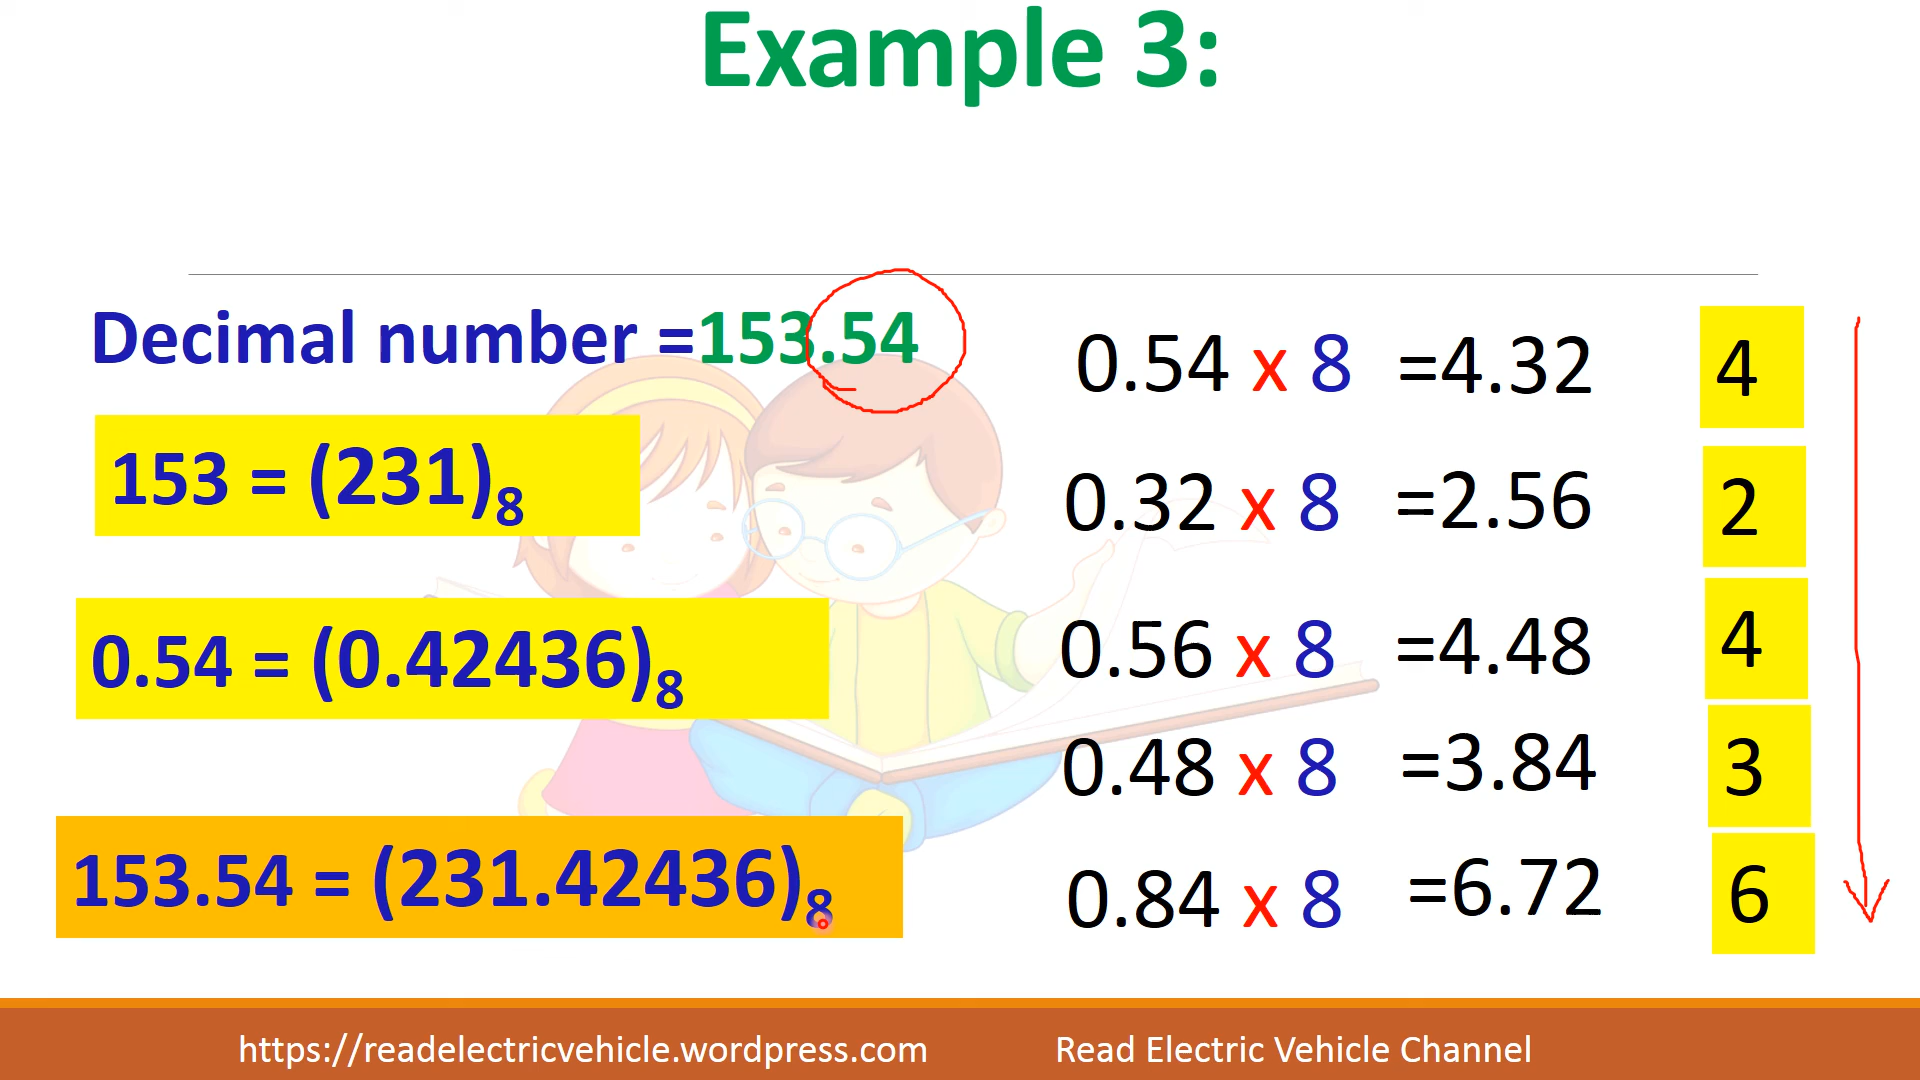 Example 3:
Decimal number =153.54
153 = (231)8
0.54 = (0.42436)8
153.54 = (231.42436)8
0.54 x 8 =4.32 4
0.32 x 8 =2.56 2
0.56 x 8 =4.48 4
0.48 x 8 =3.84 3
0.84 x 8 =6.72 6
https://readelectricvehicle.wordpress.com Read Electric Vehicle Channel